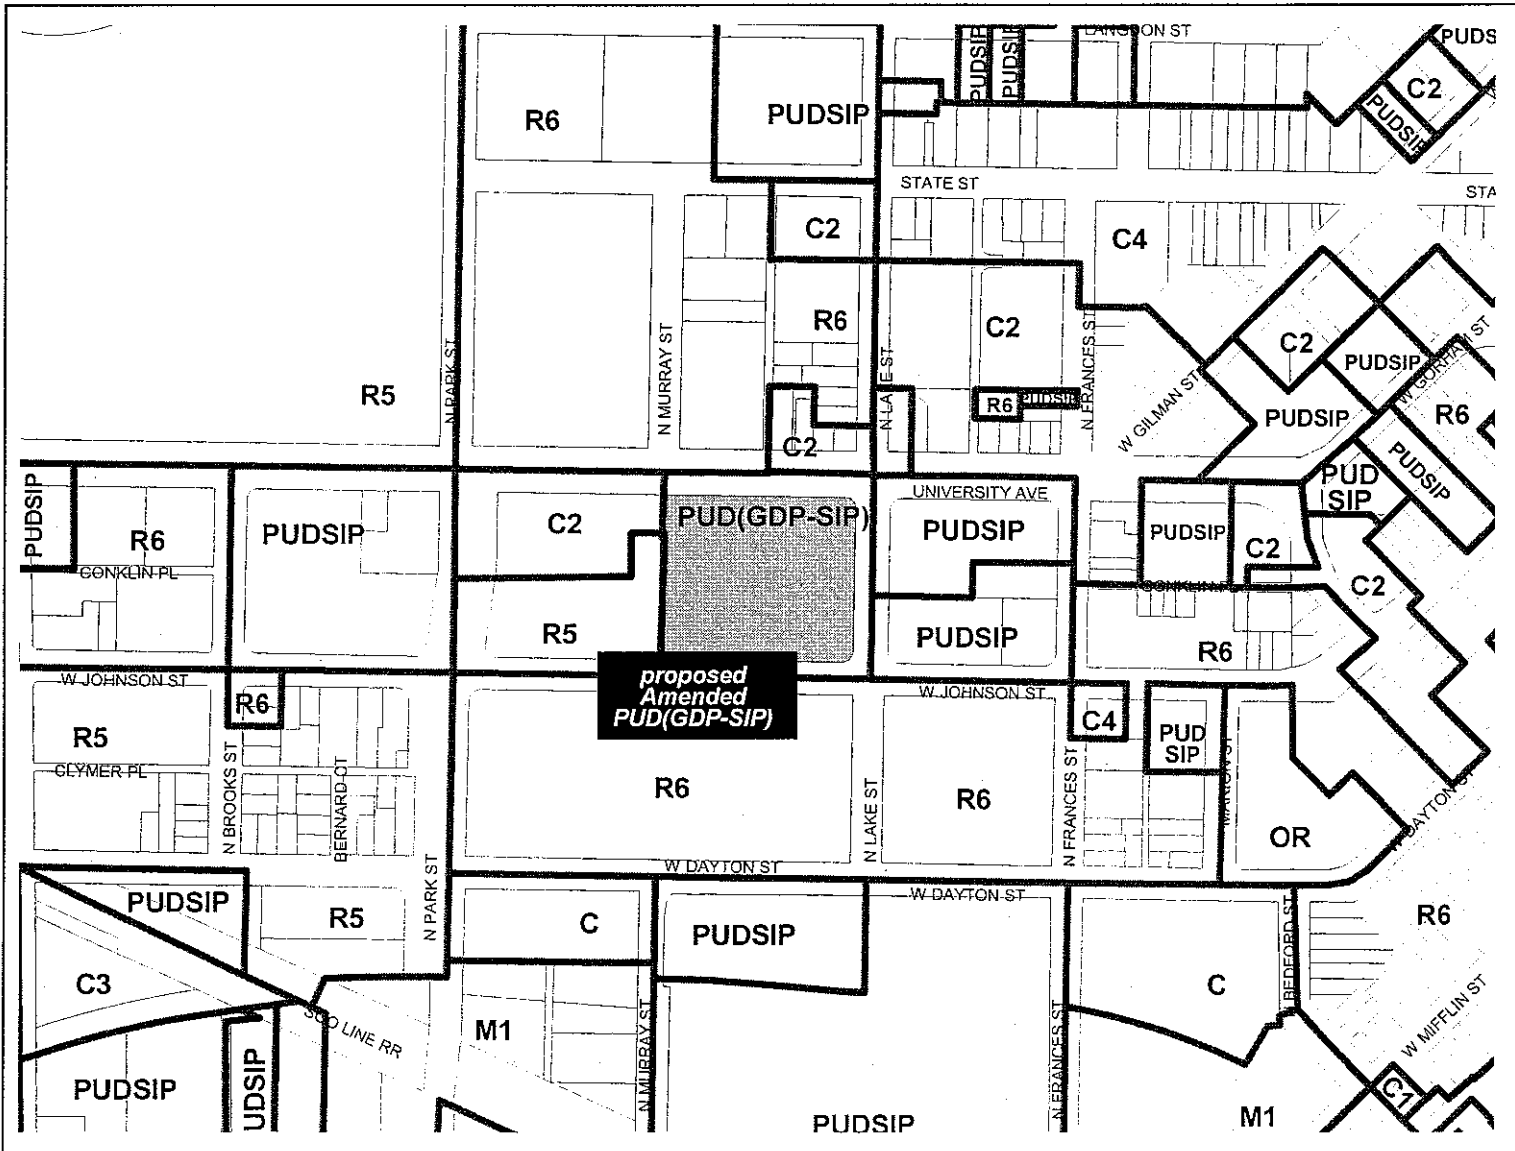 LANGDON ST
PUDSIP
PUDSIP
PUDS
C2
PUDSIP
R6
PUDSIP
STATE ST
STA
C2
C4
R6
C2
C2
PUDSIP
W GORHAM ST
R5
N PARK ST
N MURRAY ST
N LAKE ST
R6
PUDSIP
N FRANCES ST
W GILMAN ST
PUDSIP
R6
C2
PUDSIP
PUD
SIP
PUDSIP
R6
CONKLIN PL
PUDSIP
C2
PUD(GDP-SIP)
UNIVERSITY AVE
PUDSIP
PUDSIP
C2
C2
R5
PUDSIP
R6
proposed
Amended
PUD(GDP-SIP)
W JOHNSON ST
R6
W JOHNSON ST
C4
PUD
SIP
R5
CLYMER PL
N BROOKS ST
BERNARD CT
R6
N LAKE ST
R6
N FRANCES ST
MARION ST
OR
W DAYTON ST
W DAYTON ST
W DAYTON ST
PUDSIP
R5
N PARK ST
C
PUDSIP
BEDFORD ST
R6
C3
C
SOO LINE RR
M1
N MURRAY ST
N FRANCES ST
W MIFFLIN ST
PUDSIP
UDSIP
C1
PUDSIP
M1